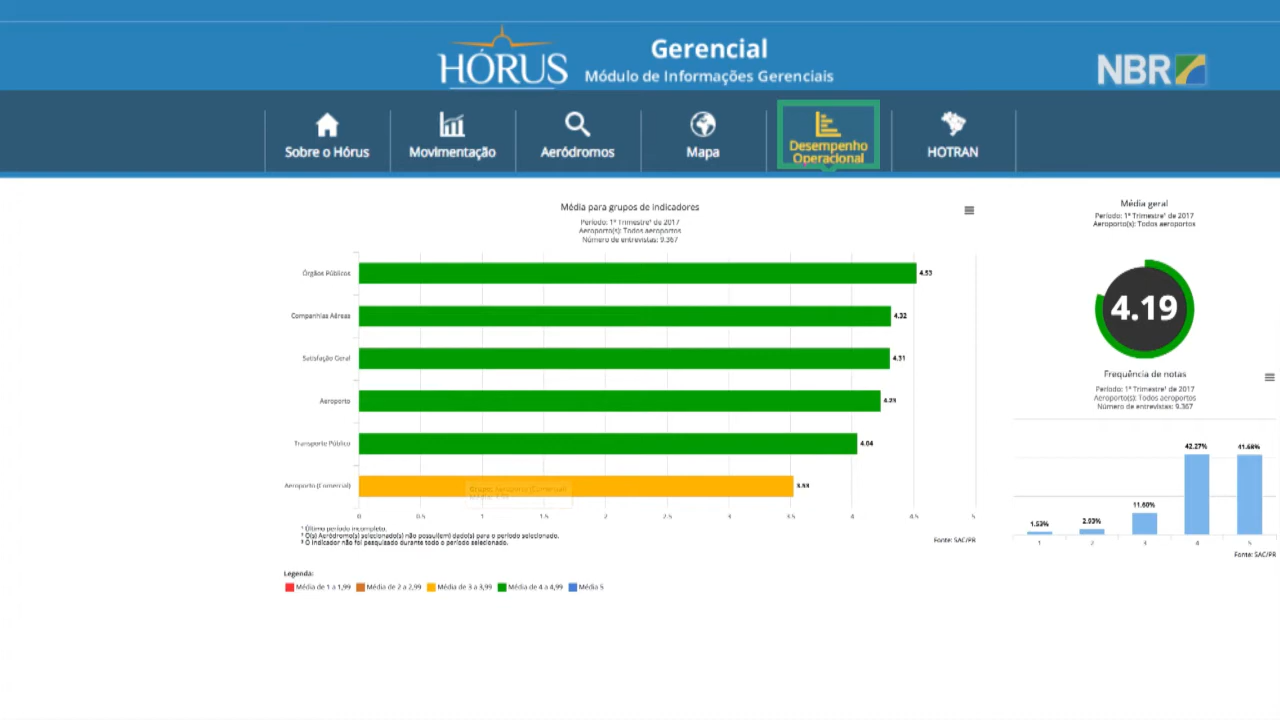 HÓRUS
Gerencial
Módulo de Informações Gerenciais
NBR
Sobre o Hórus
Movimentação
Aeródromos
Mapa
Desempenho
Operacional
HOTRAN
Média para grupos de indicadores
Período: 1º Trimestre¹ de 2017
Aeroporto(s): Todos aeroportos
Número de entrevistas: 9.367
Órgãos Públicos
4.53
Companhias Aéreas
4.32
Satisfação Geral
4.31
Aeroporto
Transporte Público
4.04
Aeroporto (Comercial)
Grupo: Aeroporto (Comercial)
0 0.5 1 1.5 2 2.5 3 3.5 4 4.5 5
¹ Último período incompleto.
² O(s) Aeródromo(s) selecionado(s) não possui(em) dado(s) para o período selecionado.
³ O indicador não foi pesquisado durante todo o período selecionado.
Fonte: SAC/PR
Legenda:
Média de 1 a 1,99 Média de 2 a 2,99 Média de 3 a 3,99 Média de 4 a 4,99 Média 5
Média geral
Período: 1º Trimestre¹ de 2017
Aeroporto(s): Todos aeroportos
4.19
Frequência de notas
Período: 1º Trimestre¹ de 2017
Aeroporto(s): Todos aeroportos
Número de entrevistas: 9.367
1.53% 2.93% 11.60% 42.27% 41.68%
1 2 3 4 5
Fonte: SAC/PR